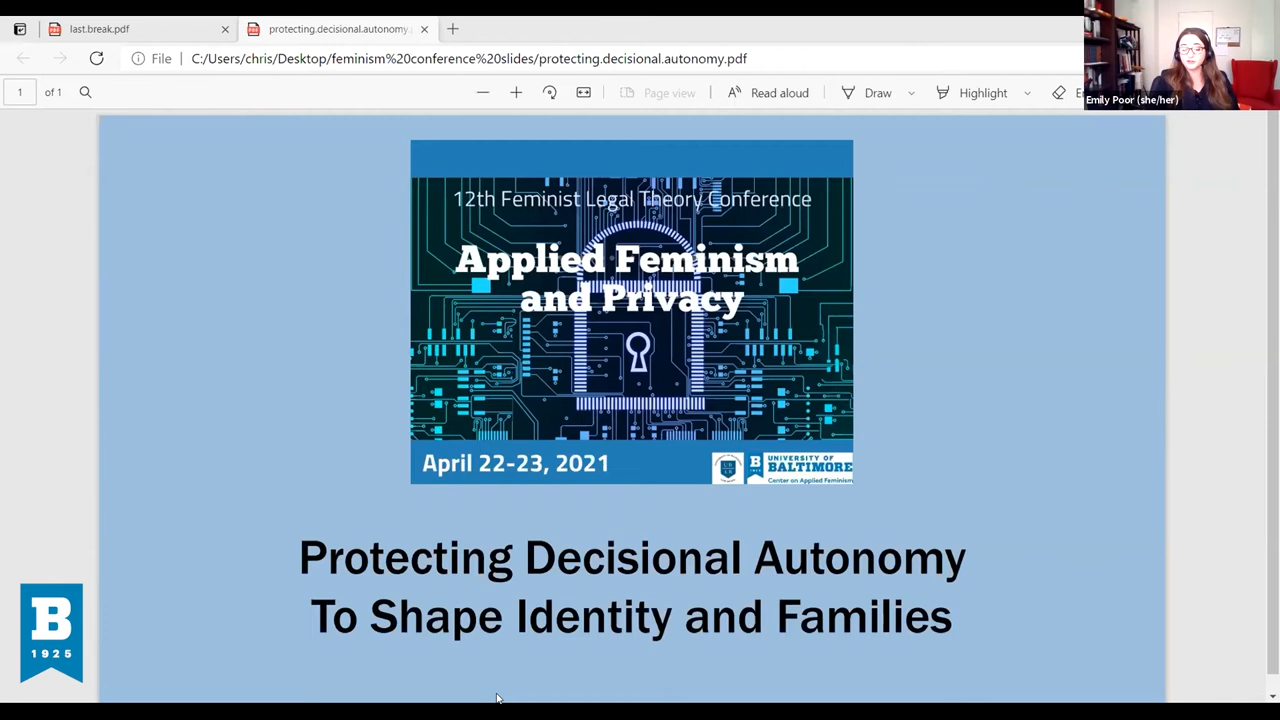 last.break.pdf
protecting.decisional.autonomy.
File
C:/Users/chris/Desktop/feminism%20conference%20slides/protecting.decisional.autonomy.pdf
1
of 1
Page view
Read aloud
Draw
Highlight
Emily Poor (she/her)
12th Feminist Legal Theory Conference
Applied Feminism
and Privacy
April 22-23, 2021
B
UNIVERSITY OF
BALTIMORE
Center on Applied Feminism
Protecting Decisional Autonomy
To Shape Identity and Families
B
1925